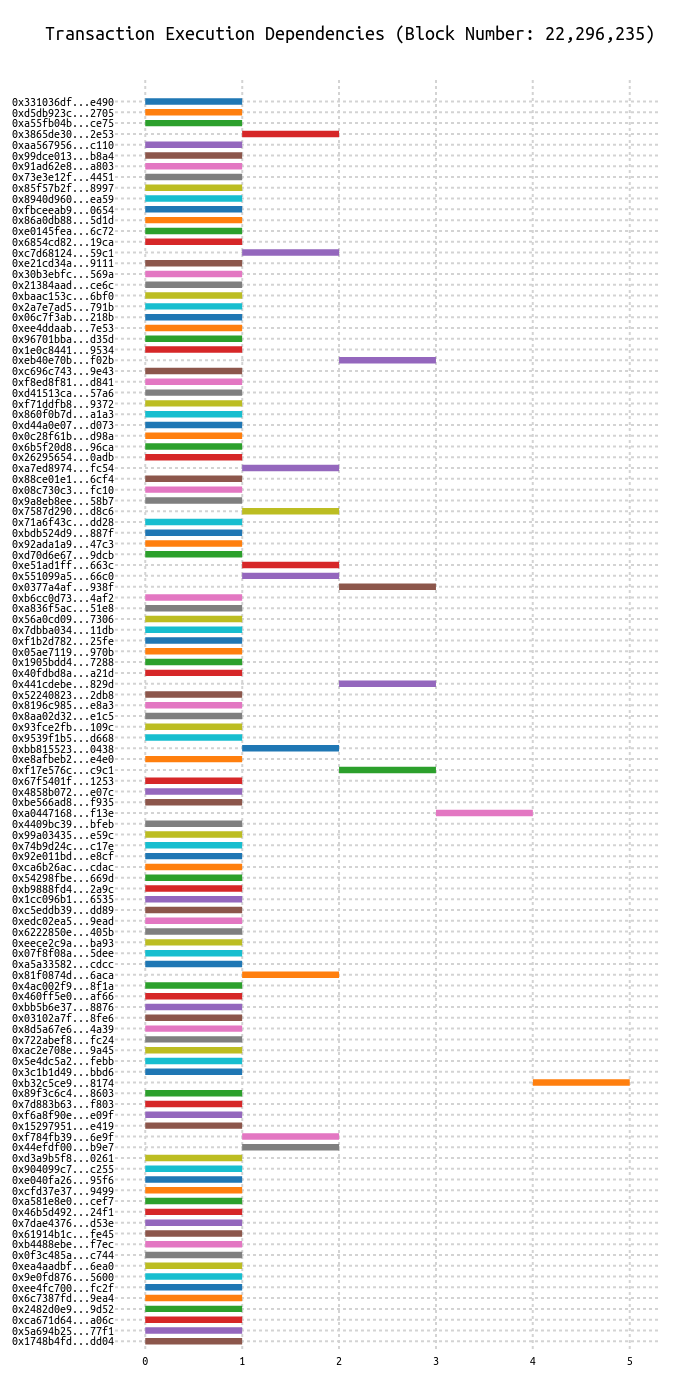 Transaction Execution Dependencies (Block Number: 22,296,235)
0x331036df...e490
0xd5db923c...2705
0xa55fb04b...ce75
0x3865de30...2e53
0xaa567956...c110
0x99dce013...b8a4
0x91ad62e8...a803
0x73e3e12f...4451
0x85f57b2f...8997
0x8940d960...ea59
0xfbceeab9...0654
0x86a0db88...5d1d
0xe0145fea...6c72
0x6854cd82...19ca
0xc7d68124...59c1
0xe21cd34a...9111
0x30b3ebfc...569a
0x21384aad...ce6c
0xbaac153c...6bf0
0x2a7e7ad5...791b
0x06c7f3ab...218b
0xee4ddaab...7e53
0x96701bba...d35d
0x1e0c8441...9534
0xeb40e70b...f02b
0xc696c743...9e43
0xf8ed8f81...d841
0xd41513ca...57a6
0xf71ddfb8...9372
0x860f0b7d...a1a3
0xd44a0e07...d073
0x0c28f61b...d98a
0x6b5f20d8...96ca
0x26295654...0adb
0xa7ed8974...fc54
0x88ce01e1...6cf4
0x08c730c3...fc10
0x9a8eb8ee...58b7
0x7587d290...d8c6
0x71a6f43c...dd28
0xbdb524d9...887f
0x92ada1a9...47c3
0xd70d6e67...9dcb
0xe51ad1ff...663c
0x551099a5...66c0
0x0377a4af...938f
0xb6cc0d73...4af2
0xa836f5ac...51e8
0x56a0cd09...7306
0x7dbba034...11db
0xf1b2d782...25fe
0x05ae7119...970b
0x1905bdd4...7288
0x40fdbd8a...a21d
0x441cdebe...829d
0x52240823...2db8
0x8196c985...e8a3
0x8aa02d32...e1c5
0x93fce2fb...109c
0x9539f1b5...d668
0xbb815523...0438
0xe8afbeb2...e4e0
0xf17e576c...c9c1
0x67f5401f...1253
0x4858b072...e07c
0xbe566ad8...f935
0xa0447168...f13e
0x4409bc39...bfeb
0x99a03435...e59c
0x74b9d24c...c17e
0x92e011bd...e8cf
0xca6b26ac...cdac
0x54298fbe...669d
0xb9888fd4...2a9c
0x1cc096b1...6535
0xc5eddb39...dd89
0xedc02ea5...9ead
0x6222850e...405b
0xeece2c9a...ba93
0x07f8f08a...5dee
0xa5a33582...cdcc
0x81f0874d...6aca
0x4ac002f9...8f1a
0x460ff5e0...af66
0xbb5b6e37...8876
0x03102a7f...8fe6
0x8d5a67e6...4a39
0x722abef8...fc24
0xac2e708e...9a45
0x5e4dc5a2...febb
0x3c1b1d49...bbd6
0xb32c5ce9...8174
0x89f3c6c4...8603
0x7d883b63...f803
0xf6a8f90e...e09f
0x15297951...e419
0xf784fb39...6e9f
0x44efdf00...b9e7
0xd3a9b5f8...0261
0x904099c7...c255
0xe040fa26...95f6
0xcfd37e37...9499
0xa581e8e0...cef7
0x46b5d492...24f1
0x7dae4376...d53e
0x61914b1c...fe45
0xb4488ebe...f7ec
0x0f3c485a...c744
0xea4aadbf...6ea0
0x9e0fd876...5600
0xee4fc700...fc2f
0x6c7387fd...9ea4
0x2482d0e9...9d52
0xca671d64...a06c
0x5a694b25...77f1
0x1748b4fd...dd04
0 1 2 3 4 5